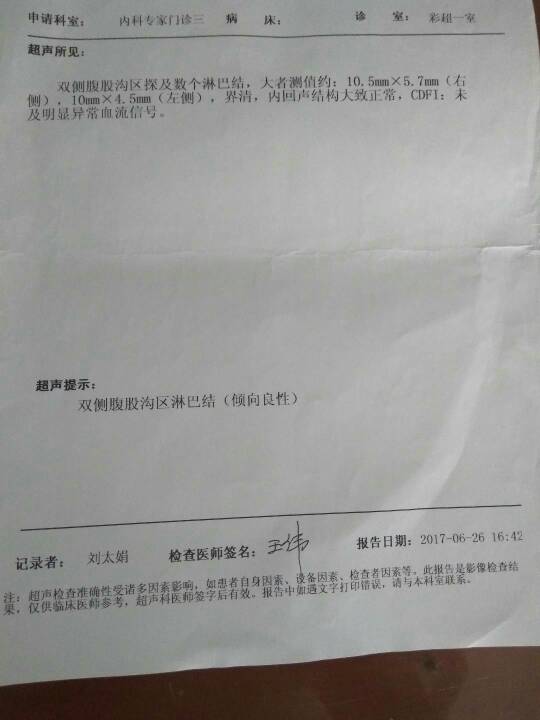 申请科室： 内科专家门诊三 病 床： 诊 室： 彩超一室
超声所见：
双侧腹股沟区探及数个淋巴结，大者测值约：10.5mm×5.7mm（右
侧），10mm×4.5mm（左侧），界清，内回声结构大致正常，CDFI：未
及明显异常血流信号。
超声提示：
双侧腹股沟区淋巴结（倾向良性）
记录者： 刘太娟 检查医师签名： 王伟 报告日期：2017-06-26 16:42
注：超声检查准确性受诸多因素影响，如患者自身因素、设备因素、检查者因素等。此报告是影像检查结
果，仅供临床医师参考，超声科医师签字后有效。报告中如遇文字打印错误，请与本科室联系。